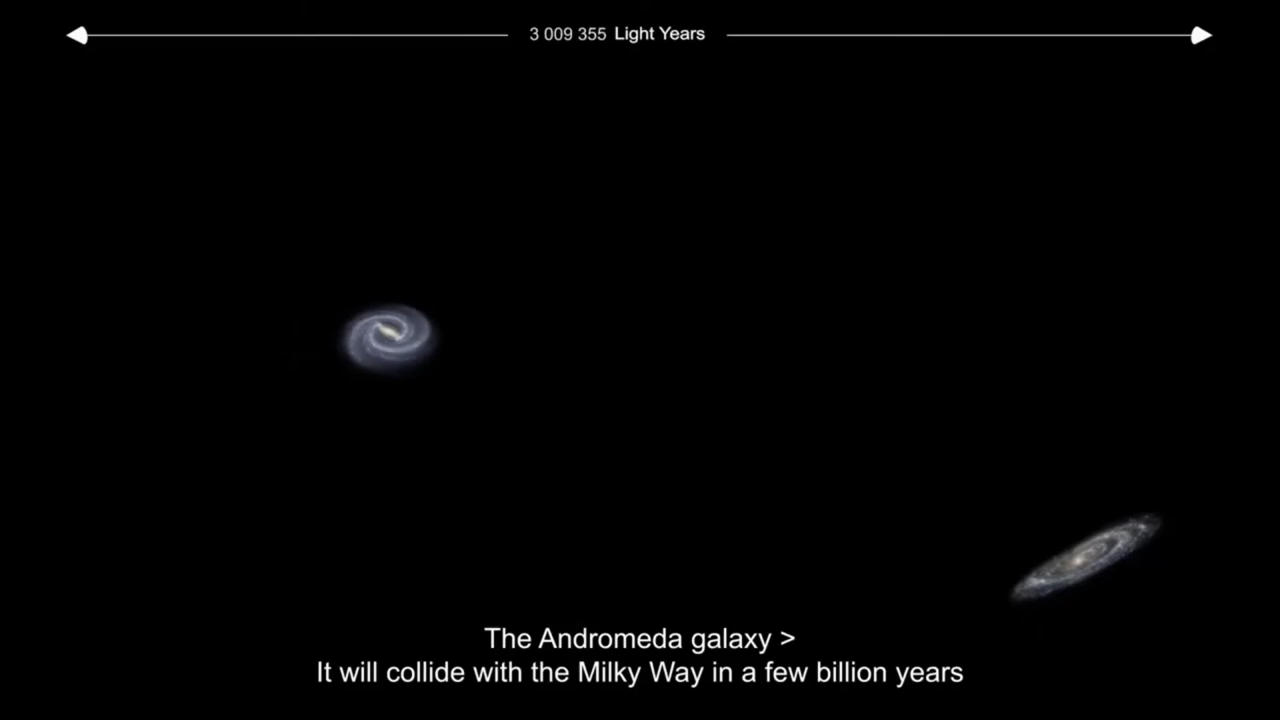 3 009 355 Light Years
The Andromeda galaxy >
It will collide with the Milky Way in a few billion years